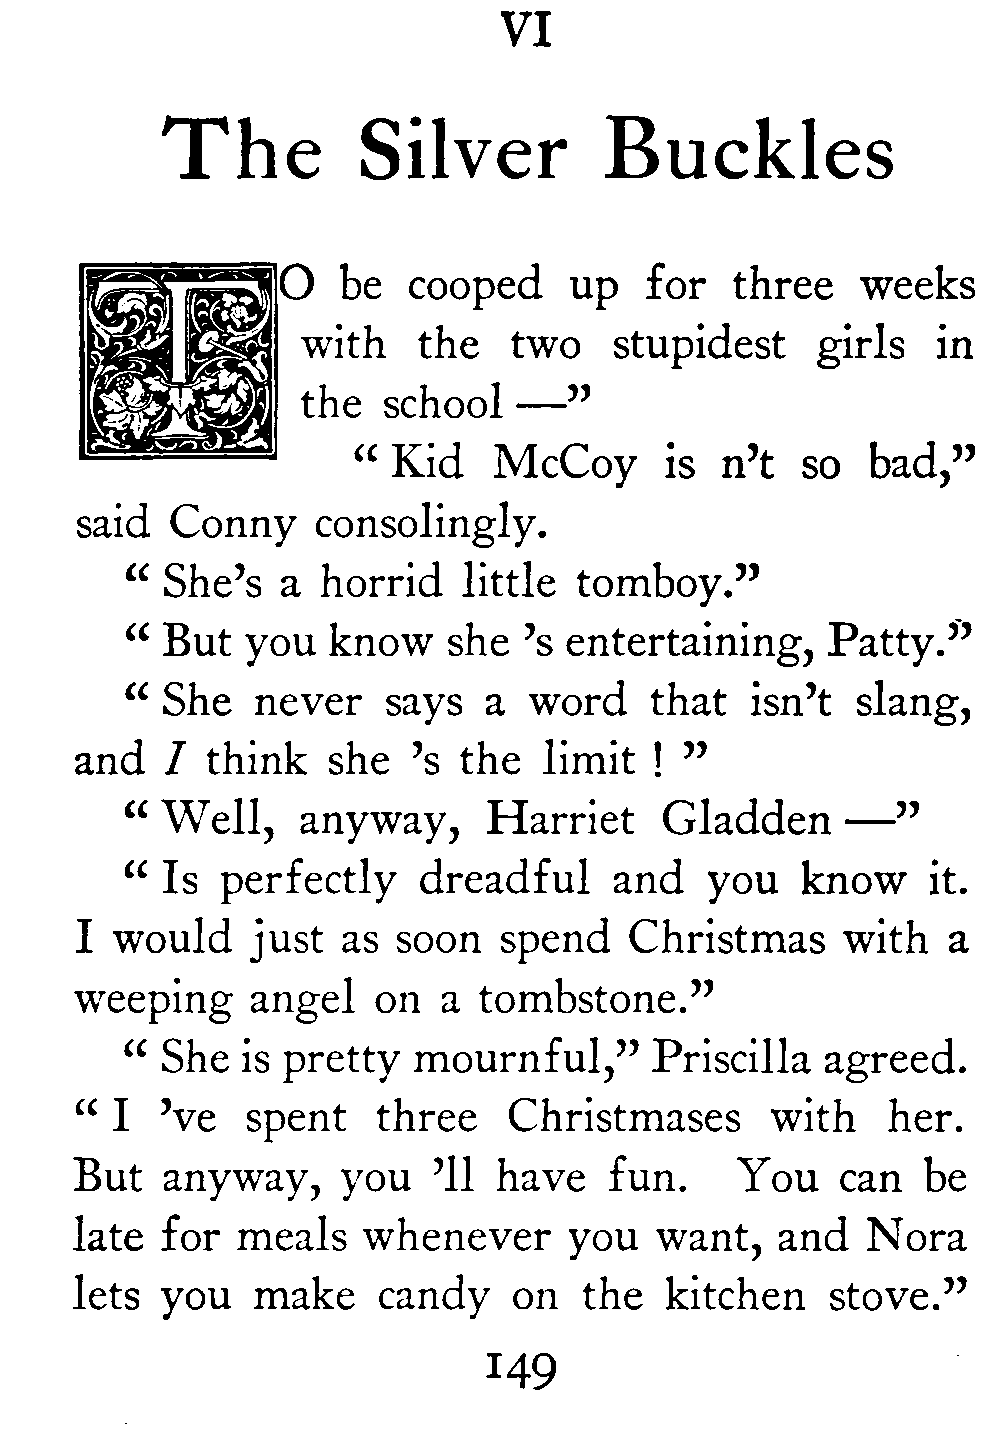 VI
The Silver Buckles
TO be cooped up for three weeks
with the two stupidest girls in
the school —”
“ Kid McCoy is n’t so bad,”
said Conny consolingly.
“ She’s a horrid little tomboy.”
“ But you know she ’s entertaining, Patty.”
“ She never says a word that isn’t slang,
and I think she ’s the limit ! ”
“ Well, anyway, Harriet Gladden —”
“ Is perfectly dreadful and you know it.
I would just as soon spend Christmas with a
weeping angel on a tombstone.”
“ She is pretty mournful,” Priscilla agreed.
“ I ’ve spent three Christmases with her.
But anyway, you ’ll have fun. You can be
late for meals whenever you want, and Nora
lets you make candy on the kitchen stove.”
149